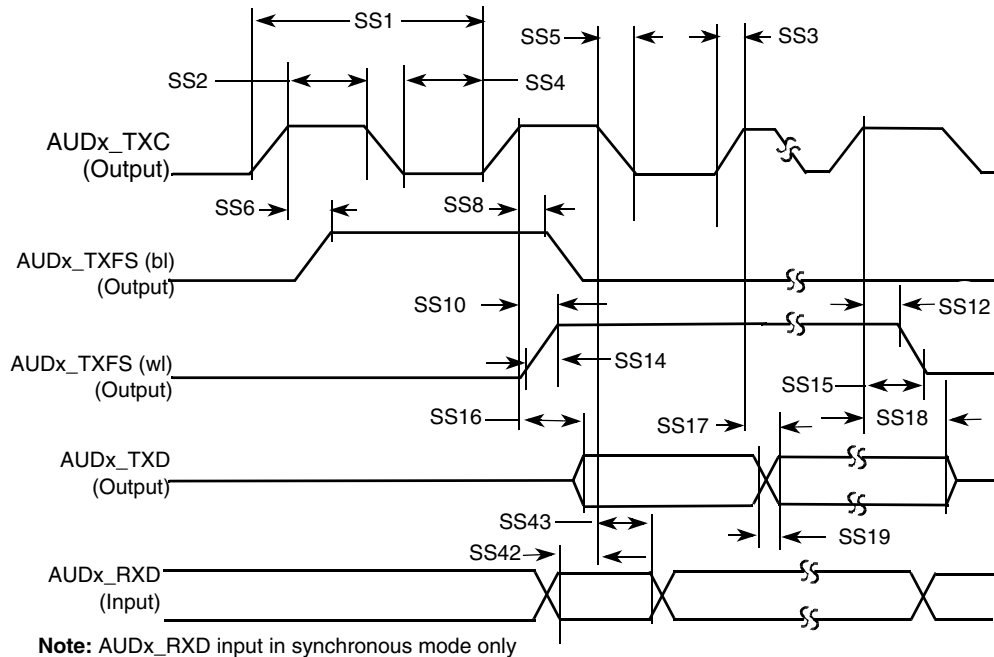 SS1
SS5
SS3
SS2
SS4
AUDx_TXC
(Output)
SS6
SS8
AUDx_TXFS (bl)
(Output)
SS10
SS12
AUDx_TXFS (wl)
(Output)
SS14
SS15
SS16
SS17
SS18
AUDx_TXD
(Output)
SS43
SS19
SS42
AUDx_RXD
(Input)
Note: AUDx_RXD input in synchronous mode only